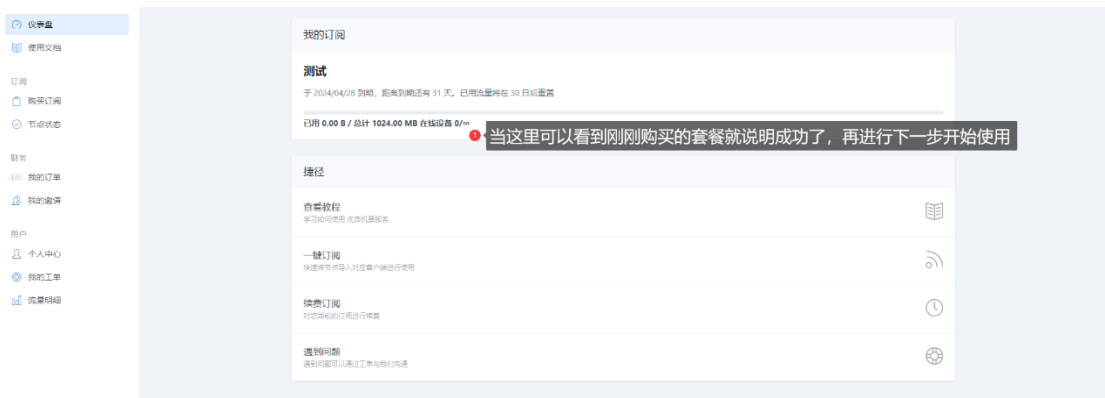 仪表盘
使用文档
订阅
购买订阅
节点状态
财务
我的订单
我的邀请
用户
个人中心
我的工单
流量明细
我的订阅
测试
于 2024/04/28 到期，距离到期还有 31 天。已用流量将在 30 日后重置
已用 0.00 B / 总计 1024.00 MB 在线设备 0/∞
1 当这里可以看到刚刚购买的套餐就说明成功了，再进行下一步开始使用
捷径
查看教程
学习如何使用 优质机票服务
一键订阅
快速将节点导入对应客户端进行使用
续费订阅
对您当前的订阅进行续费
遇到问题
遇到问题可以通过工单与我们沟通